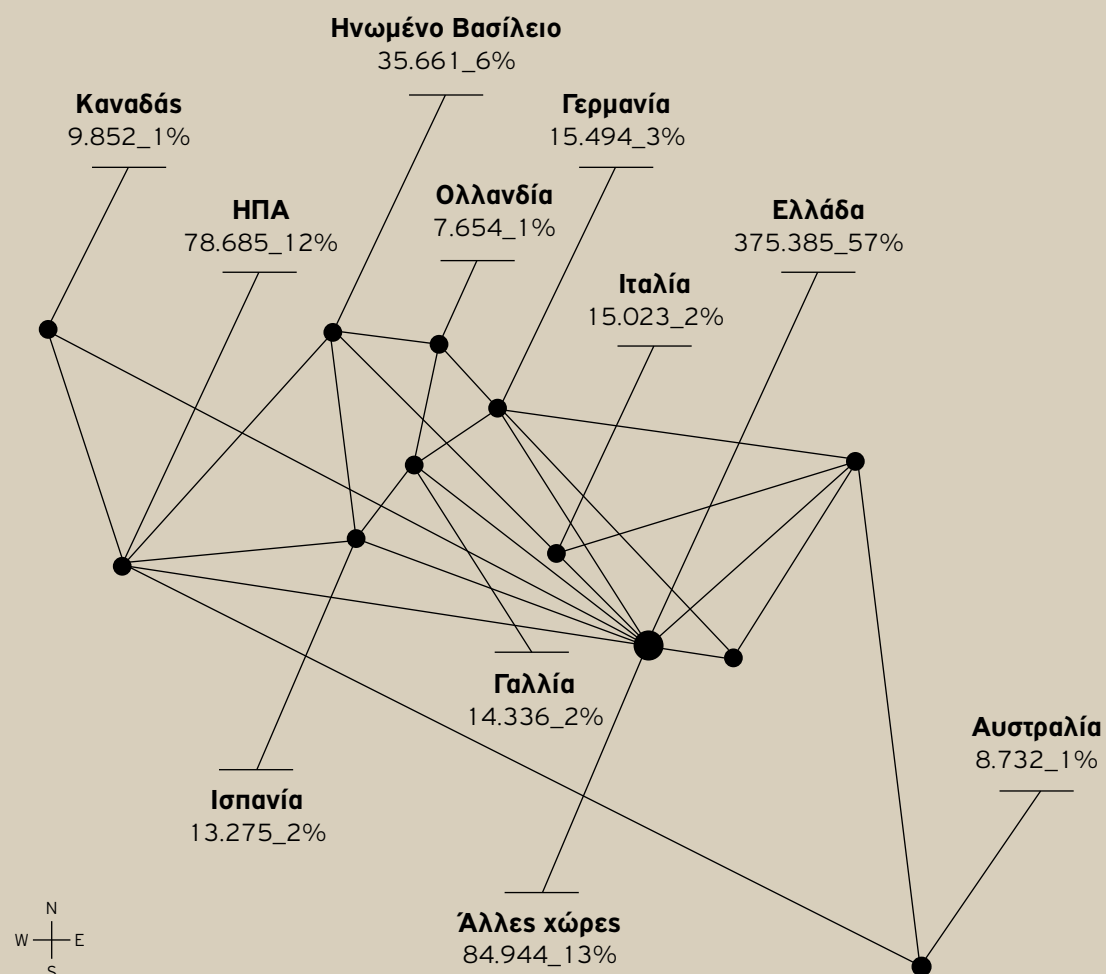 Ηνωμένο Βασίλειο
35.661_6%
Καναδάς
9.852_1%
Γερμανία
15.494_3%
Ολλανδία
7.654_1%
ΗΠΑ
78.685_12%
Ελλάδα
375.385_57%
Ιταλία
15.023_2%
Γαλλία
14.336_2%
Αυστραλία
8.732_1%
Ισπανία
13.275_2%
Άλλες χώρες
84.944_13%
N
W E
S